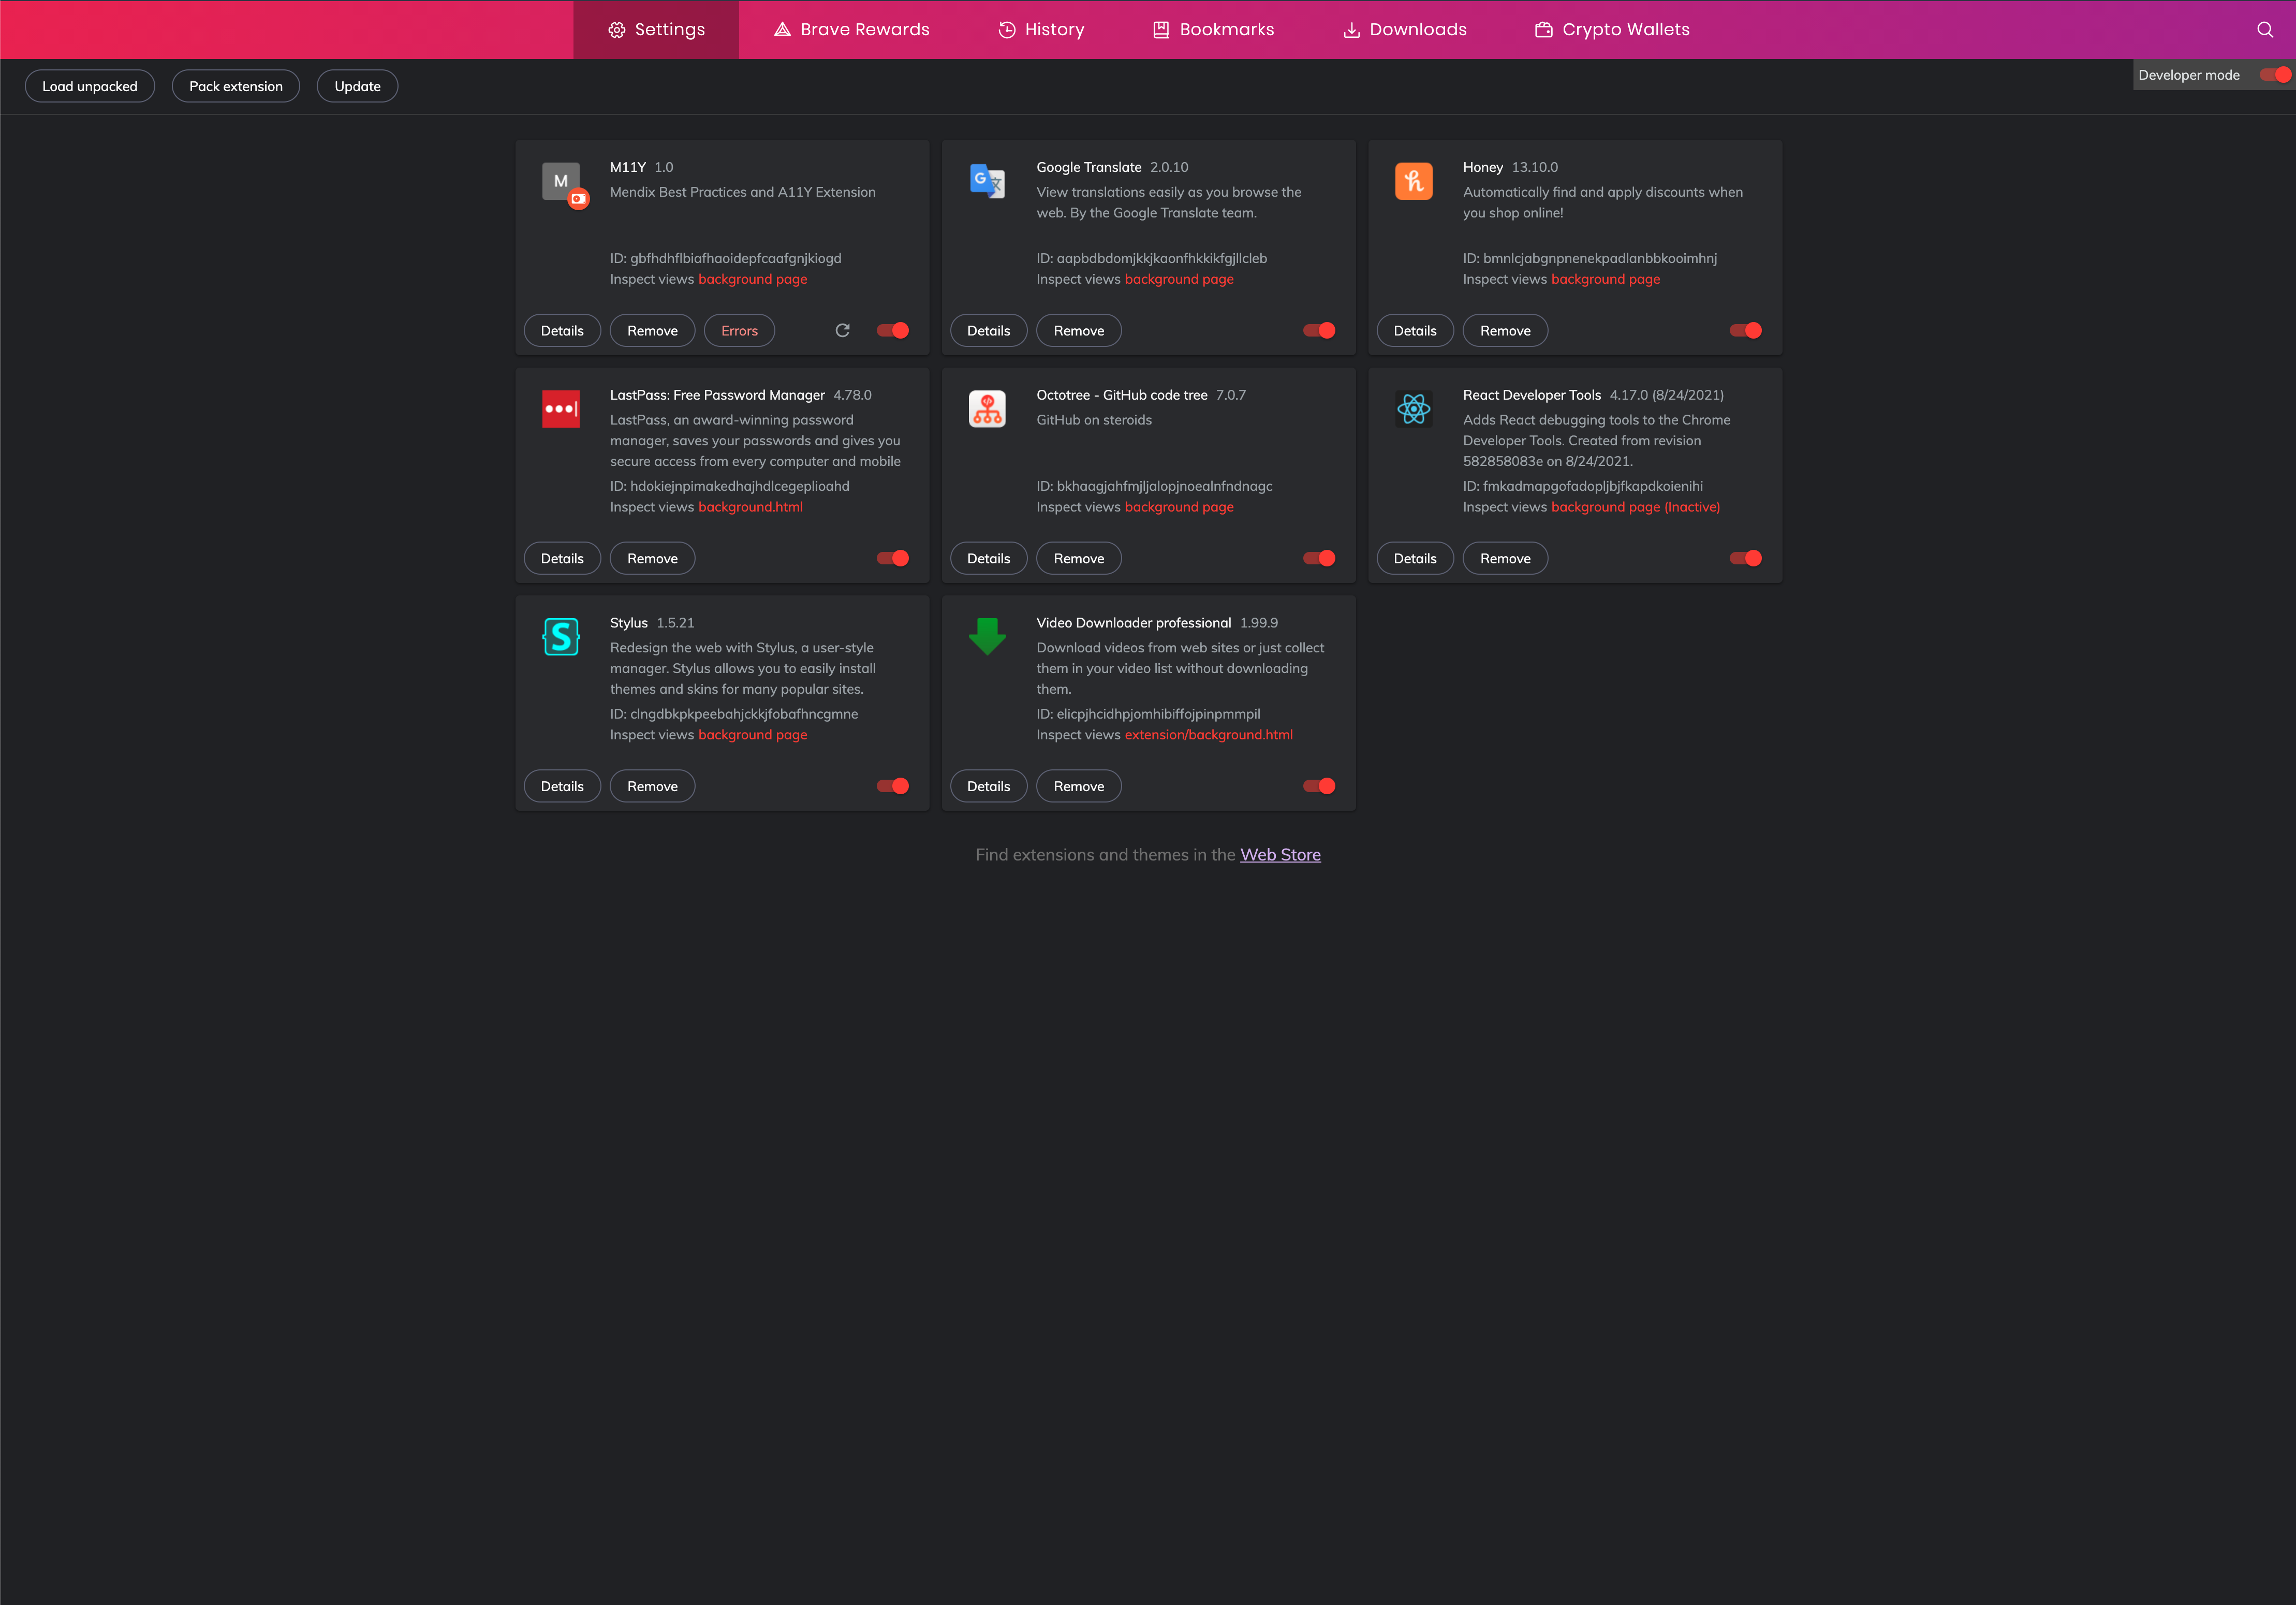 Settings
Brave Rewards
History
Bookmarks
Downloads
Crypto Wallets
Load unpacked
Pack extension
Update
Developer mode
M
M11Y 1.0
Mendix Best Practices and A11Y Extension
ID: gbfhdhflbiafhaoidepfcaafgnjkiogd
Inspect views background page
Details
Remove
Errors
G
文
Google Translate 2.0.10
View translations easily as you browse the
web. By the Google Translate team.
ID: aapbdbdomjkkjkaonfhkkikfgjllcleb
Inspect views background page
Details
Remove
h
Honey 13.10.0
Automatically find and apply discounts when
you shop online!
ID: bmnlcjabgnpnenekpadlanbbkooimhnj
Inspect views background page
Details
Remove
LastPass: Free Password Manager 4.78.0
LastPass, an award-winning password
manager, saves your passwords and gives you
secure access from every computer and mobile
ID: hdokiejnpimakedhajhdlcegeplioahd
Inspect views background.html
Details
Remove
Octotree - GitHub code tree 7.0.7
GitHub on steroids
ID: bkhaagjahfmjljalopjnoealnfndnagc
Inspect views background page
Details
Remove
React Developer Tools 4.17.0 (8/24/2021)
Adds React debugging tools to the Chrome
Developer Tools. Created from revision
582858083e on 8/24/2021.
ID: fmkadmapgofadopljbjfkapdkoienihi
Inspect views background page (Inactive)
Details
Remove
S
Stylus 1.5.21
Redesign the web with Stylus, a user-style
manager. Stylus allows you to easily install
themes and skins for many popular sites.
ID: clngdbkpkpeebahjckkjfobafhncgmne
Inspect views background page
Details
Remove
Video Downloader professional 1.99.9
Download videos from web sites or just collect
them in your video list without downloading
them.
ID: elicpjhcidhpjomhibiffojpinpmmpil
Inspect views extension/background.html
Details
Remove
Find extensions and themes in the Web Store